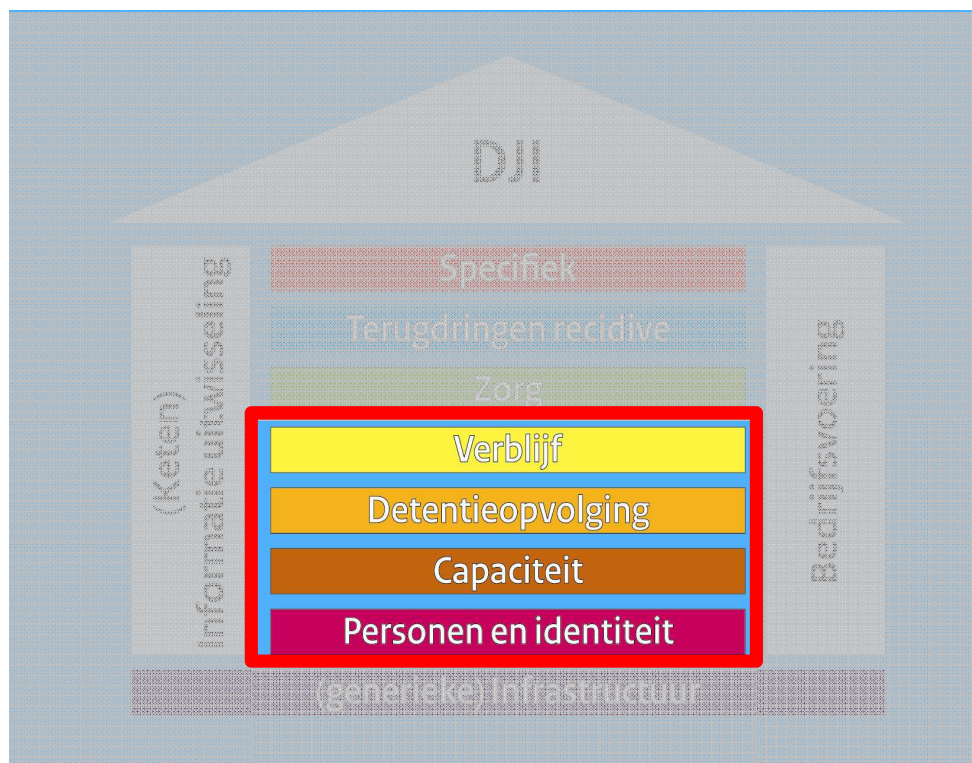 DJI
(Keten)
Informatie uitwisseling
Specifiek
Terugdringen recidive
Zorg
Verblijf
Detentieopvolging
Capaciteit
Personen en identiteit
Bedrijfsvoering
(generieke) Infrastructuur